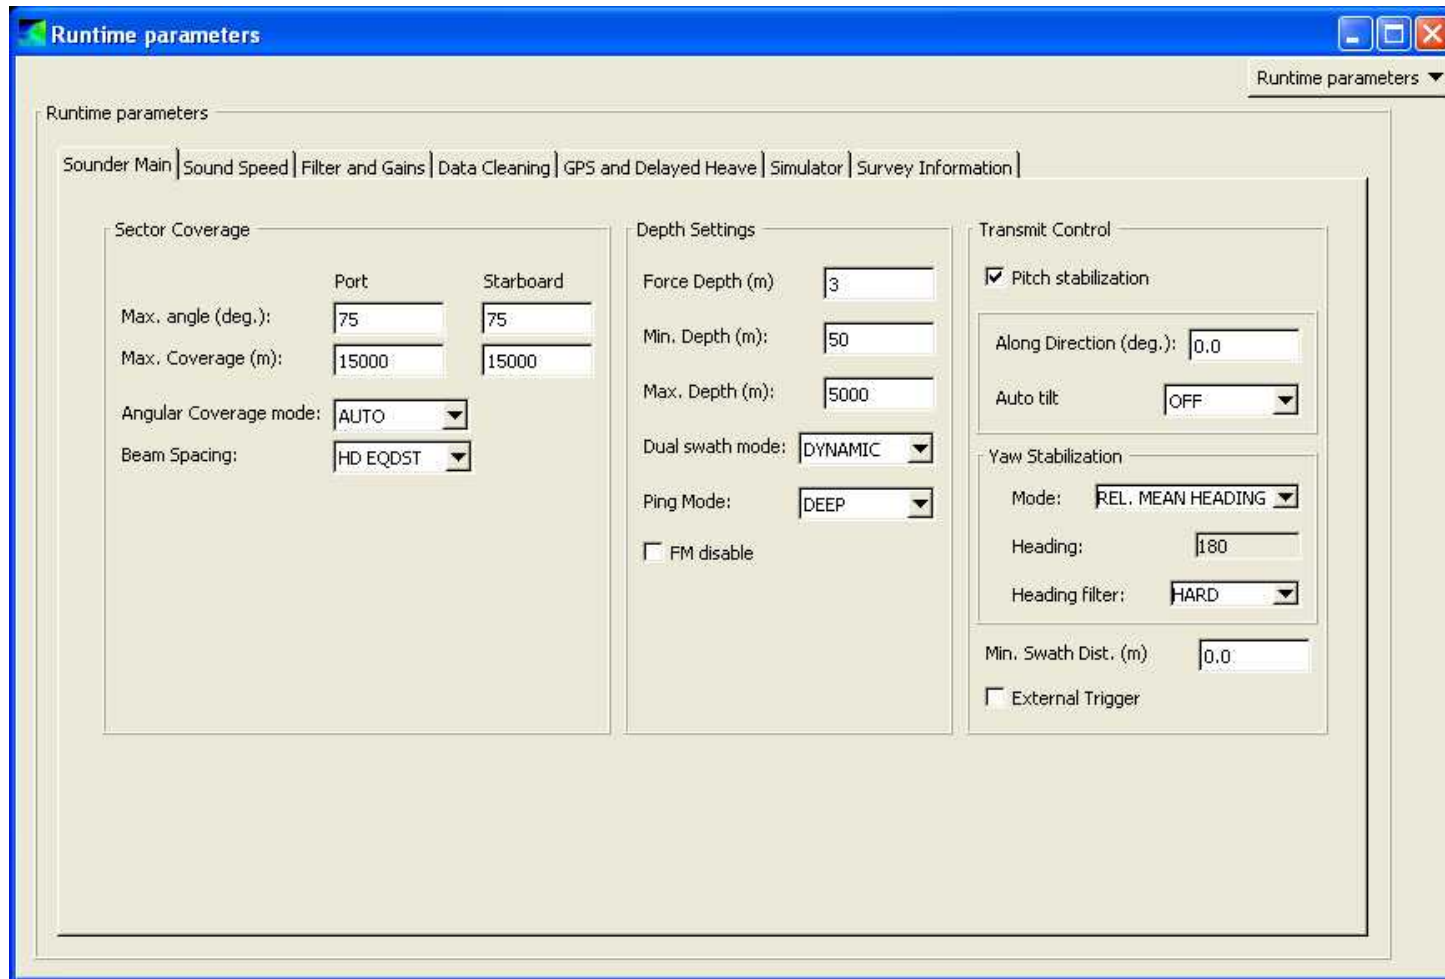 Runtime parameters
Runtime parameters
Runtime parameters
Sounder Main Sound Speed Filter and Gains Data Cleaning GPS and Delayed Heave Simulator Survey Information
Sector Coverage
Port Starboard
Max. angle (deg.): 75 75
Max. Coverage (m): 15000 15000
Angular Coverage mode: AUTO
Beam Spacing: HD EQDST
Depth Settings
Force Depth (m) 3
Min. Depth (m): 50
Max. Depth (m): 5000
Dual swath mode: DYNAMIC
Ping Mode: DEEP
FM disable
Transmit Control
Pitch stabilization
Along Direction (deg.): 0.0
Auto tilt OFF
Yaw Stabilization
Mode: REL. MEAN HEADING
Heading: 180
Heading filter: HARD
Min. Swath Dist. (m) 0.0
External Trigger